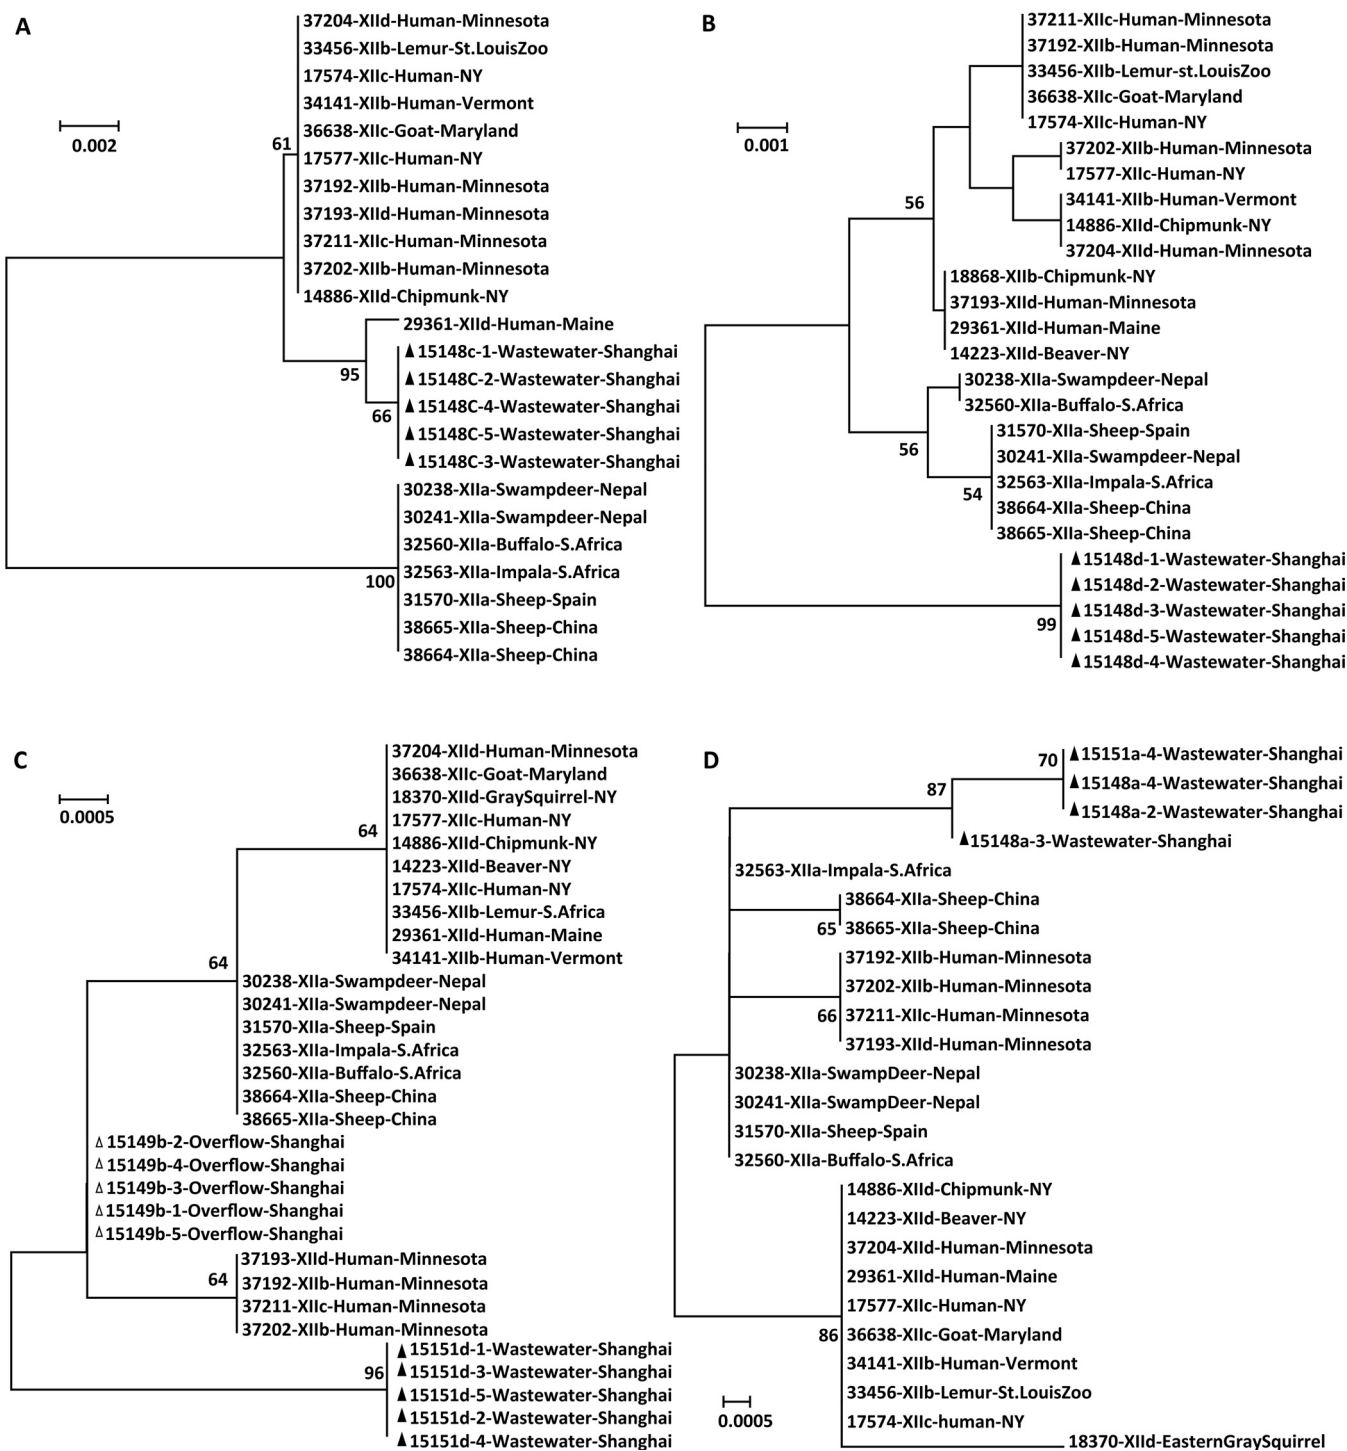 A
37204-XIId-Human-Minnesota
33456-XIIb-Lemur-St.LouisZoo
17574-XIIc-Human-NY
34141-XIIb-Human-Vermont
0.002
36638-XIIc-Goat-Maryland
61
17577-XIIc-Human-NY
37192-XIIb-Human-Minnesota
37193-XIId-Human-Minnesota
37211-XIIc-Human-Minnesota
37202-XIIb-Human-Minnesota
14886-XIId-Chipmunk-NY
29361-XIId-Human-Maine
▲15148c-1-Wastewater-Shanghai
95
▲15148C-2-Wastewater-Shanghai
▲15148C-4-Wastewater-Shanghai
66
▲15148C-5-Wastewater-Shanghai
▲15148C-3-Wastewater-Shanghai
30238-XIIa-Swampdeer-Nepal
30241-XIIa-Swampdeer-Nepal
32560-XIIa-Buffalo-S.Africa
32563-XIIa-Impala-S.Africa
100
31570-XIIa-Sheep-Spain
38665-XIIa-Sheep-China
38664-XIIa-Sheep-China
B
37211-XIIc-Human-Minnesota
37192-XIIb-Human-Minnesota
33456-XIIb-Lemur-st.LouisZoo
36638-XIIc-Goat-Maryland
17574-XIIc-Human-NY
0.001
37202-XIIb-Human-Minnesota
17577-XIIc-Human-NY
34141-XIIb-Human-Vermont
56
14886-XIId-Chipmunk-NY
37204-XIId-Human-Minnesota
18868-XIIb-Chipmunk-NY
37193-XIId-Human-Minnesota
29361-XIId-Human-Maine
14223-XIId-Beaver-NY
30238-XIIa-Swampdeer-Nepal
32560-XIIa-Buffalo-S.Africa
31570-XIIa-Sheep-Spain
56
30241-XIIa-Swampdeer-Nepal
32563-XIIa-Impala-S.Africa
54
38664-XIIa-Sheep-China
38665-XIIa-Sheep-China
▲15148d-1-Wastewater-Shanghai
▲15148d-2-Wastewater-Shanghai
▲15148d-3-Wastewater-Shanghai
99
▲15148d-5-Wastewater-Shanghai
▲15148d-4-Wastewater-Shanghai
C
37204-XIId-Human-Minnesota
36638-XIIc-Goat-Maryland
18370-XIId-GraySquirrel-NY
0.0005
17577-XIIc-Human-NY
64
14886-XIId-Chipmunk-NY
14223-XIId-Beaver-NY
17574-XIIc-Human-NY
33456-XIIb-Lemur-S.Africa
29361-XIId-Human-Maine
34141-XIIb-Human-Vermont
64
30238-XIIa-Swampdeer-Nepal
30241-XIIa-Swampdeer-Nepal
31570-XIIa-Sheep-Spain
32563-XIIa-Impala-S.Africa
32560-XIIa-Buffalo-S.Africa
38664-XIIa-Sheep-China
38665-XIIa-Sheep-China
△15149b-2-Overflow-Shanghai
△15149b-4-Overflow-Shanghai
△15149b-3-Overflow-Shanghai
△15149b-1-Overflow-Shanghai
△15149b-5-Overflow-Shanghai
37193-XIId-Human-Minnesota
64
37192-XIIb-Human-Minnesota
37211-XIIc-Human-Minnesota
37202-XIIb-Human-Minnesota
▲15151d-1-Wastewater-Shanghai
96
▲15151d-3-Wastewater-Shanghai
▲15151d-5-Wastewater-Shanghai
▲15151d-2-Wastewater-Shanghai
▲15151d-4-Wastewater-Shanghai
D
▲15151a-4-Wastewater-Shanghai
70
▲15148a-4-Wastewater-Shanghai
87
▲15148a-2-Wastewater-Shanghai
▲15148a-3-Wastewater-Shanghai
32563-XIIa-Impala-S.Africa
38664-XIIa-Sheep-China
65
38665-XIIa-Sheep-China
37192-XIIb-Human-Minnesota
37202-XIIb-Human-Minnesota
66
37211-XIIc-Human-Minnesota
37193-XIId-Human-Minnesota
30238-XIIa-SwampDeer-Nepal
30241-XIIa-SwampDeer-Nepal
31570-XIIa-Sheep-Spain
32560-XIIa-Buffalo-S.Africa
14886-XIId-Chipmunk-NY
14223-XIId-Beaver-NY
37204-XIId-Human-Minnesota
29361-XIId-Human-Maine
17577-XIIc-Human-NY
86
36638-XIIc-Goat-Maryland
34141-XIIb-Human-Vermont
33456-XIIb-Lemur-St.LouisZoo
0.0005
17574-XIIc-human-NY
18370-XIId-EasternGraySquirrel